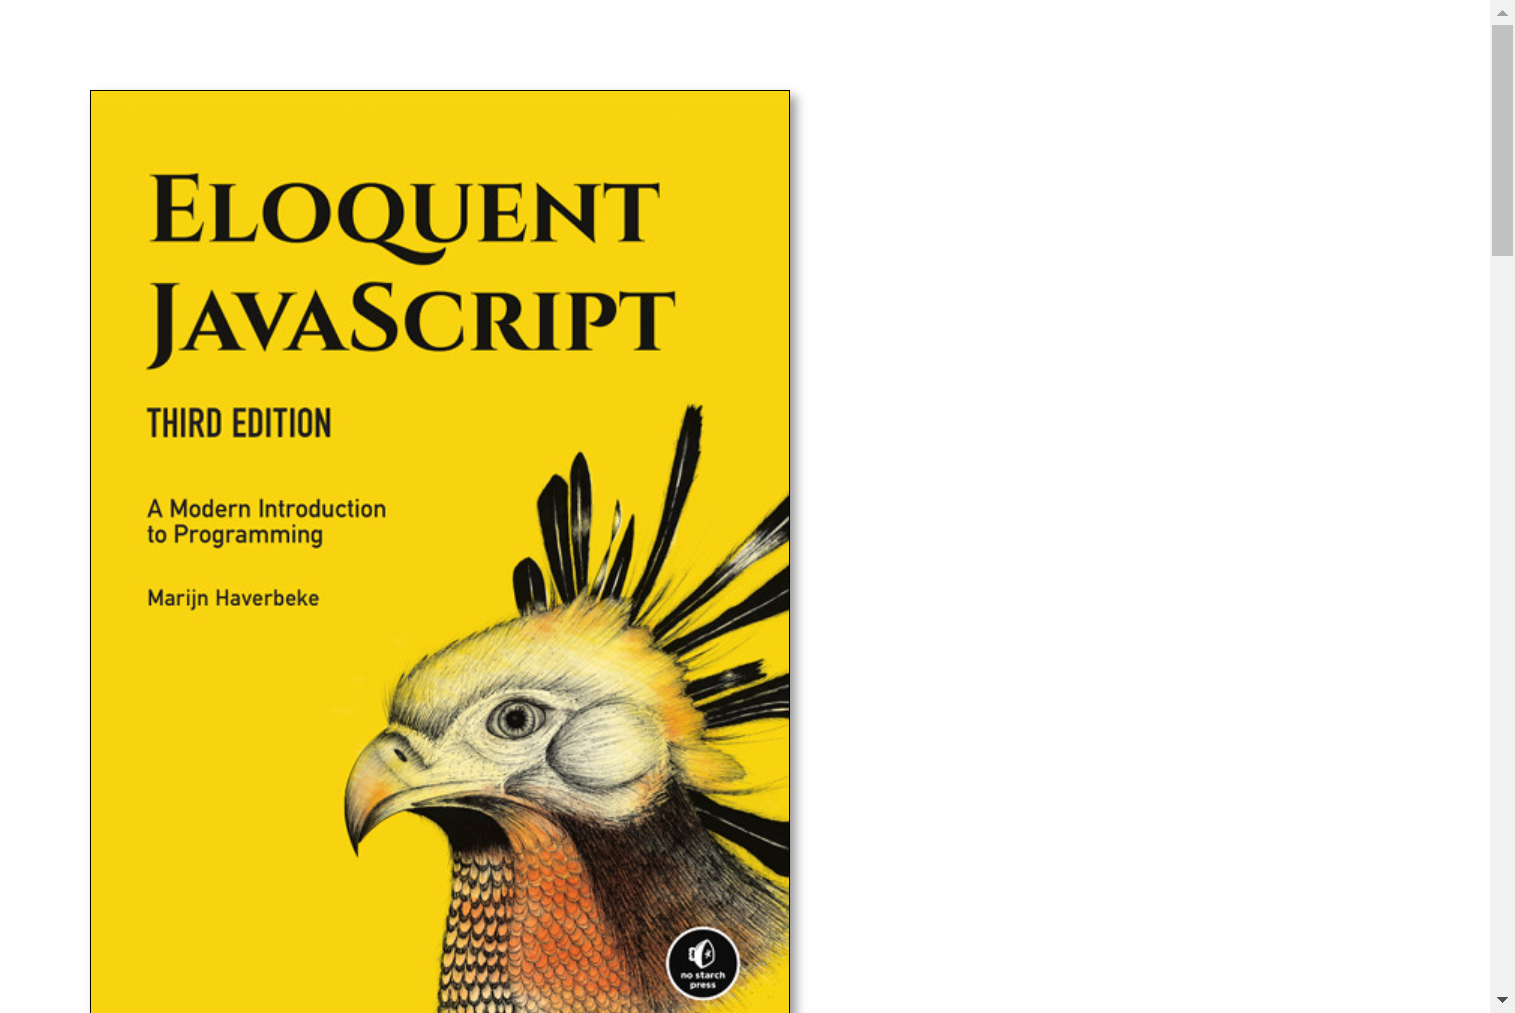 ELOQUENT
JAVASCRIPT
THIRD EDITION
A Modern Introduction
to Programming
Marijn Haverbeke
no starch
press